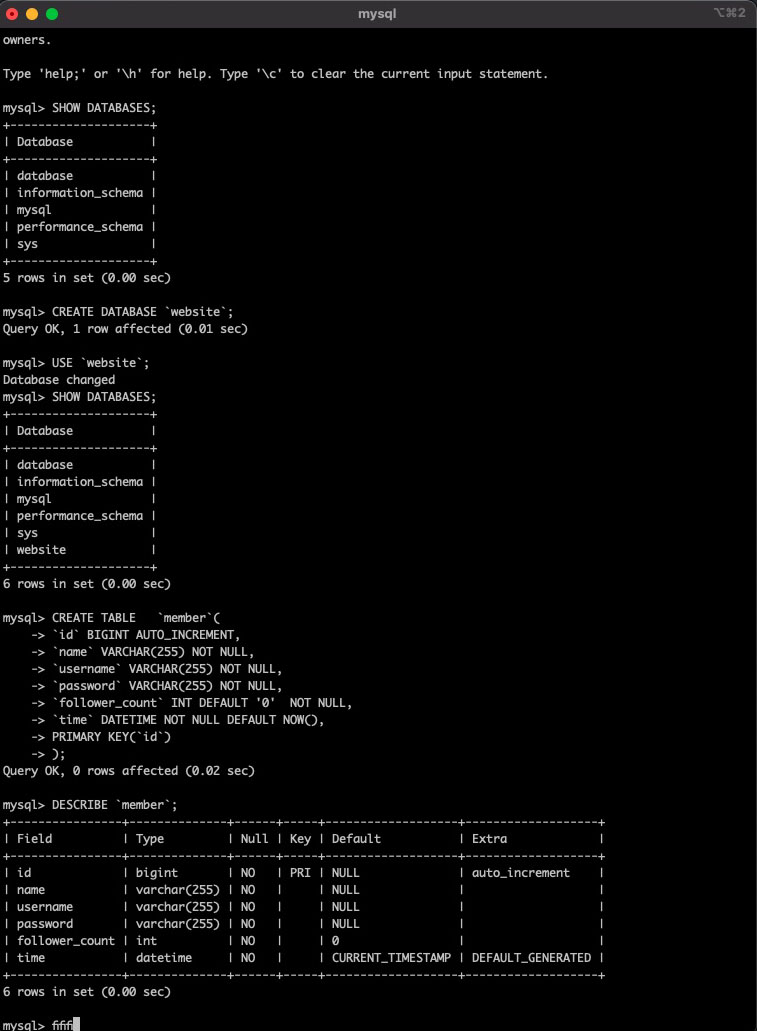 mysql
⌥⌘2
owners.
Type 'help;' or '\h' for help. Type '\c' to clear the current input statement.
mysql> SHOW DATABASES;
+--------------------+
| Database           |
+--------------------+
| database           |
| information_schema |
| mysql              |
| performance_schema |
| sys                |
+--------------------+
5 rows in set (0.00 sec)
mysql> CREATE DATABASE `website`;
Query OK, 1 row affected (0.01 sec)
mysql> USE `website`;
Database changed
mysql> SHOW DATABASES;
+--------------------+
| Database           |
+--------------------+
| database           |
| information_schema |
| mysql              |
| performance_schema |
| sys                |
| website            |
+--------------------+
6 rows in set (0.00 sec)
mysql> CREATE TABLE   `member`(
    -> `id` BIGINT AUTO_INCREMENT,
    -> `name` VARCHAR(255) NOT NULL,
    -> `username` VARCHAR(255) NOT NULL,
    -> `password` VARCHAR(255) NOT NULL,
    -> `follower_count` INT DEFAULT '0'  NOT NULL,
    -> `time` DATETIME NOT NULL DEFAULT NOW(),
    -> PRIMARY KEY(`id`)
    -> );
Query OK, 0 rows affected (0.02 sec)
mysql> DESCRIBE `member`;
+----------------+--------------+------+-----+-------------------+-------------------+
| Field          | Type         | Null | Key | Default           | Extra             |
+----------------+--------------+------+-----+-------------------+-------------------+
| id             | bigint       | NO   | PRI | NULL              | auto_increment    |
| name           | varchar(255) | NO   |     | NULL              |                   |
| username       | varchar(255) | NO   |     | NULL              |                   |
| password       | varchar(255) | NO   |     | NULL              |                   |
| follower_count | int          | NO   |     | 0                 |                   |
| time           | datetime     | NO   |     | CURRENT_TIMESTAMP | DEFAULT_GENERATED |
+----------------+--------------+------+-----+-------------------+-------------------+
6 rows in set (0.00 sec)
mysql>